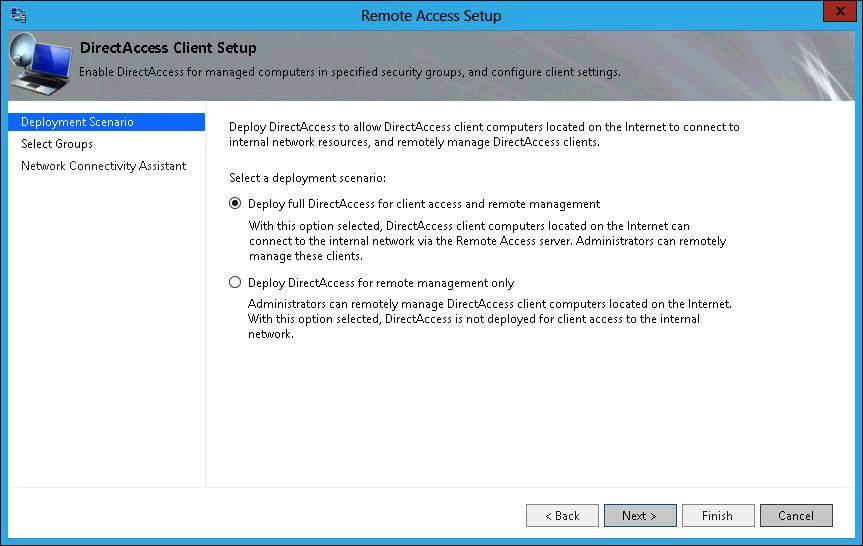 Remote Access Setup
x
DirectAccess Client Setup
Enable DirectAccess for managed computers in specified security groups, and configure client settings.
Deployment Scenario
Select Groups
Network Connectivity Assistant
Deploy DirectAccess to allow DirectAccess client computers located on the Internet to connect to
internal network resources, and remotely manage DirectAccess clients.
Select a deployment scenario:
Deploy full DirectAccess for client access and remote management
With this option selected, DirectAccess client computers located on the Internet can
connect to the internal network via the Remote Access server. Administrators can remotely
manage these clients.
Deploy DirectAccess for remote management only
Administrators can remotely manage DirectAccess client computers located on the Internet.
With this option selected, DirectAccess is not deployed for client access to the internal
network.
< Back
Next >
Finish
Cancel